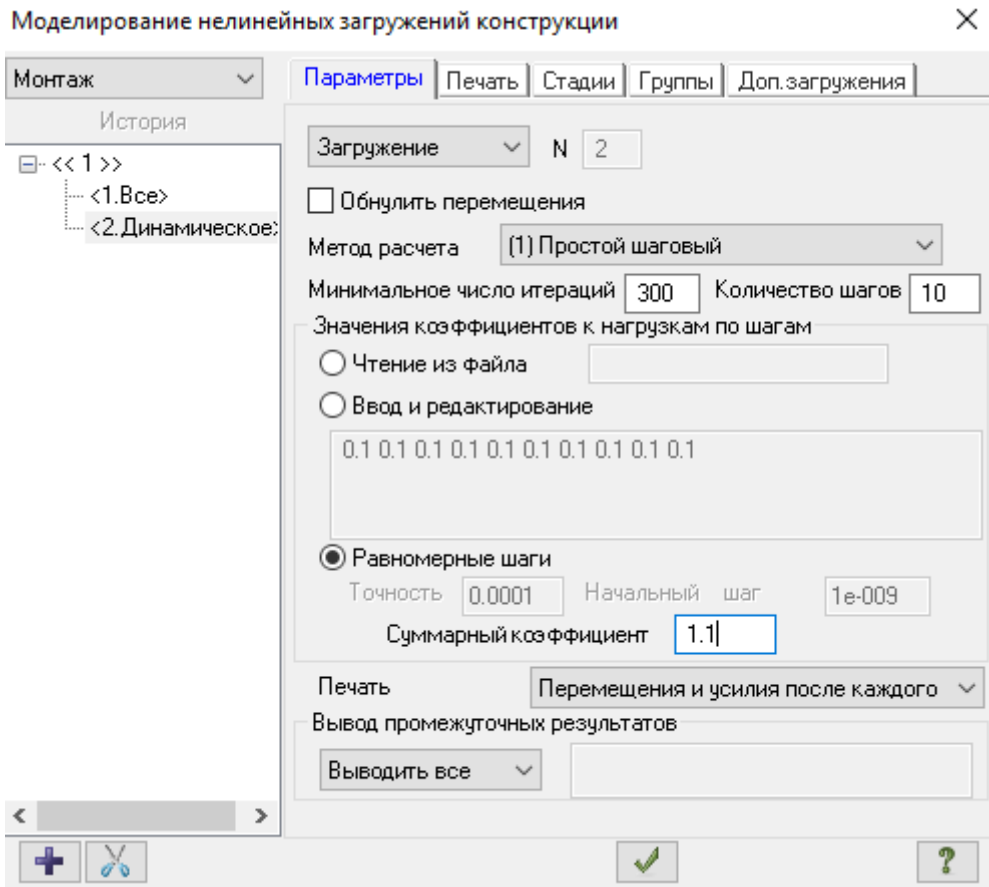 Моделирование нелинейных загружений конструкции
Монтаж
Параметры Печать Стадии Группы Доп.загружения
История
<< 1 >>
<1.Все>
<2.Динамическое>
Загружение N 2
Обнулить перемещения
Метод расчета (1) Простой шаговый
Минимальное число итераций 300 Количество шагов 10
Значения коэффициентов к нагрузкам по шагам
Чтение из файла
Ввод и редактирование
0.1 0.1 0.1 0.1 0.1 0.1 0.1 0.1 0.1 0.1
Равномерные шаги
Точность 0.0001 Начальный шаг 1e-009
Суммарный коэффициент 1.1
Печать Перемещения и усилия после каждого
Вывод промежуточных результатов
Выводить все
?